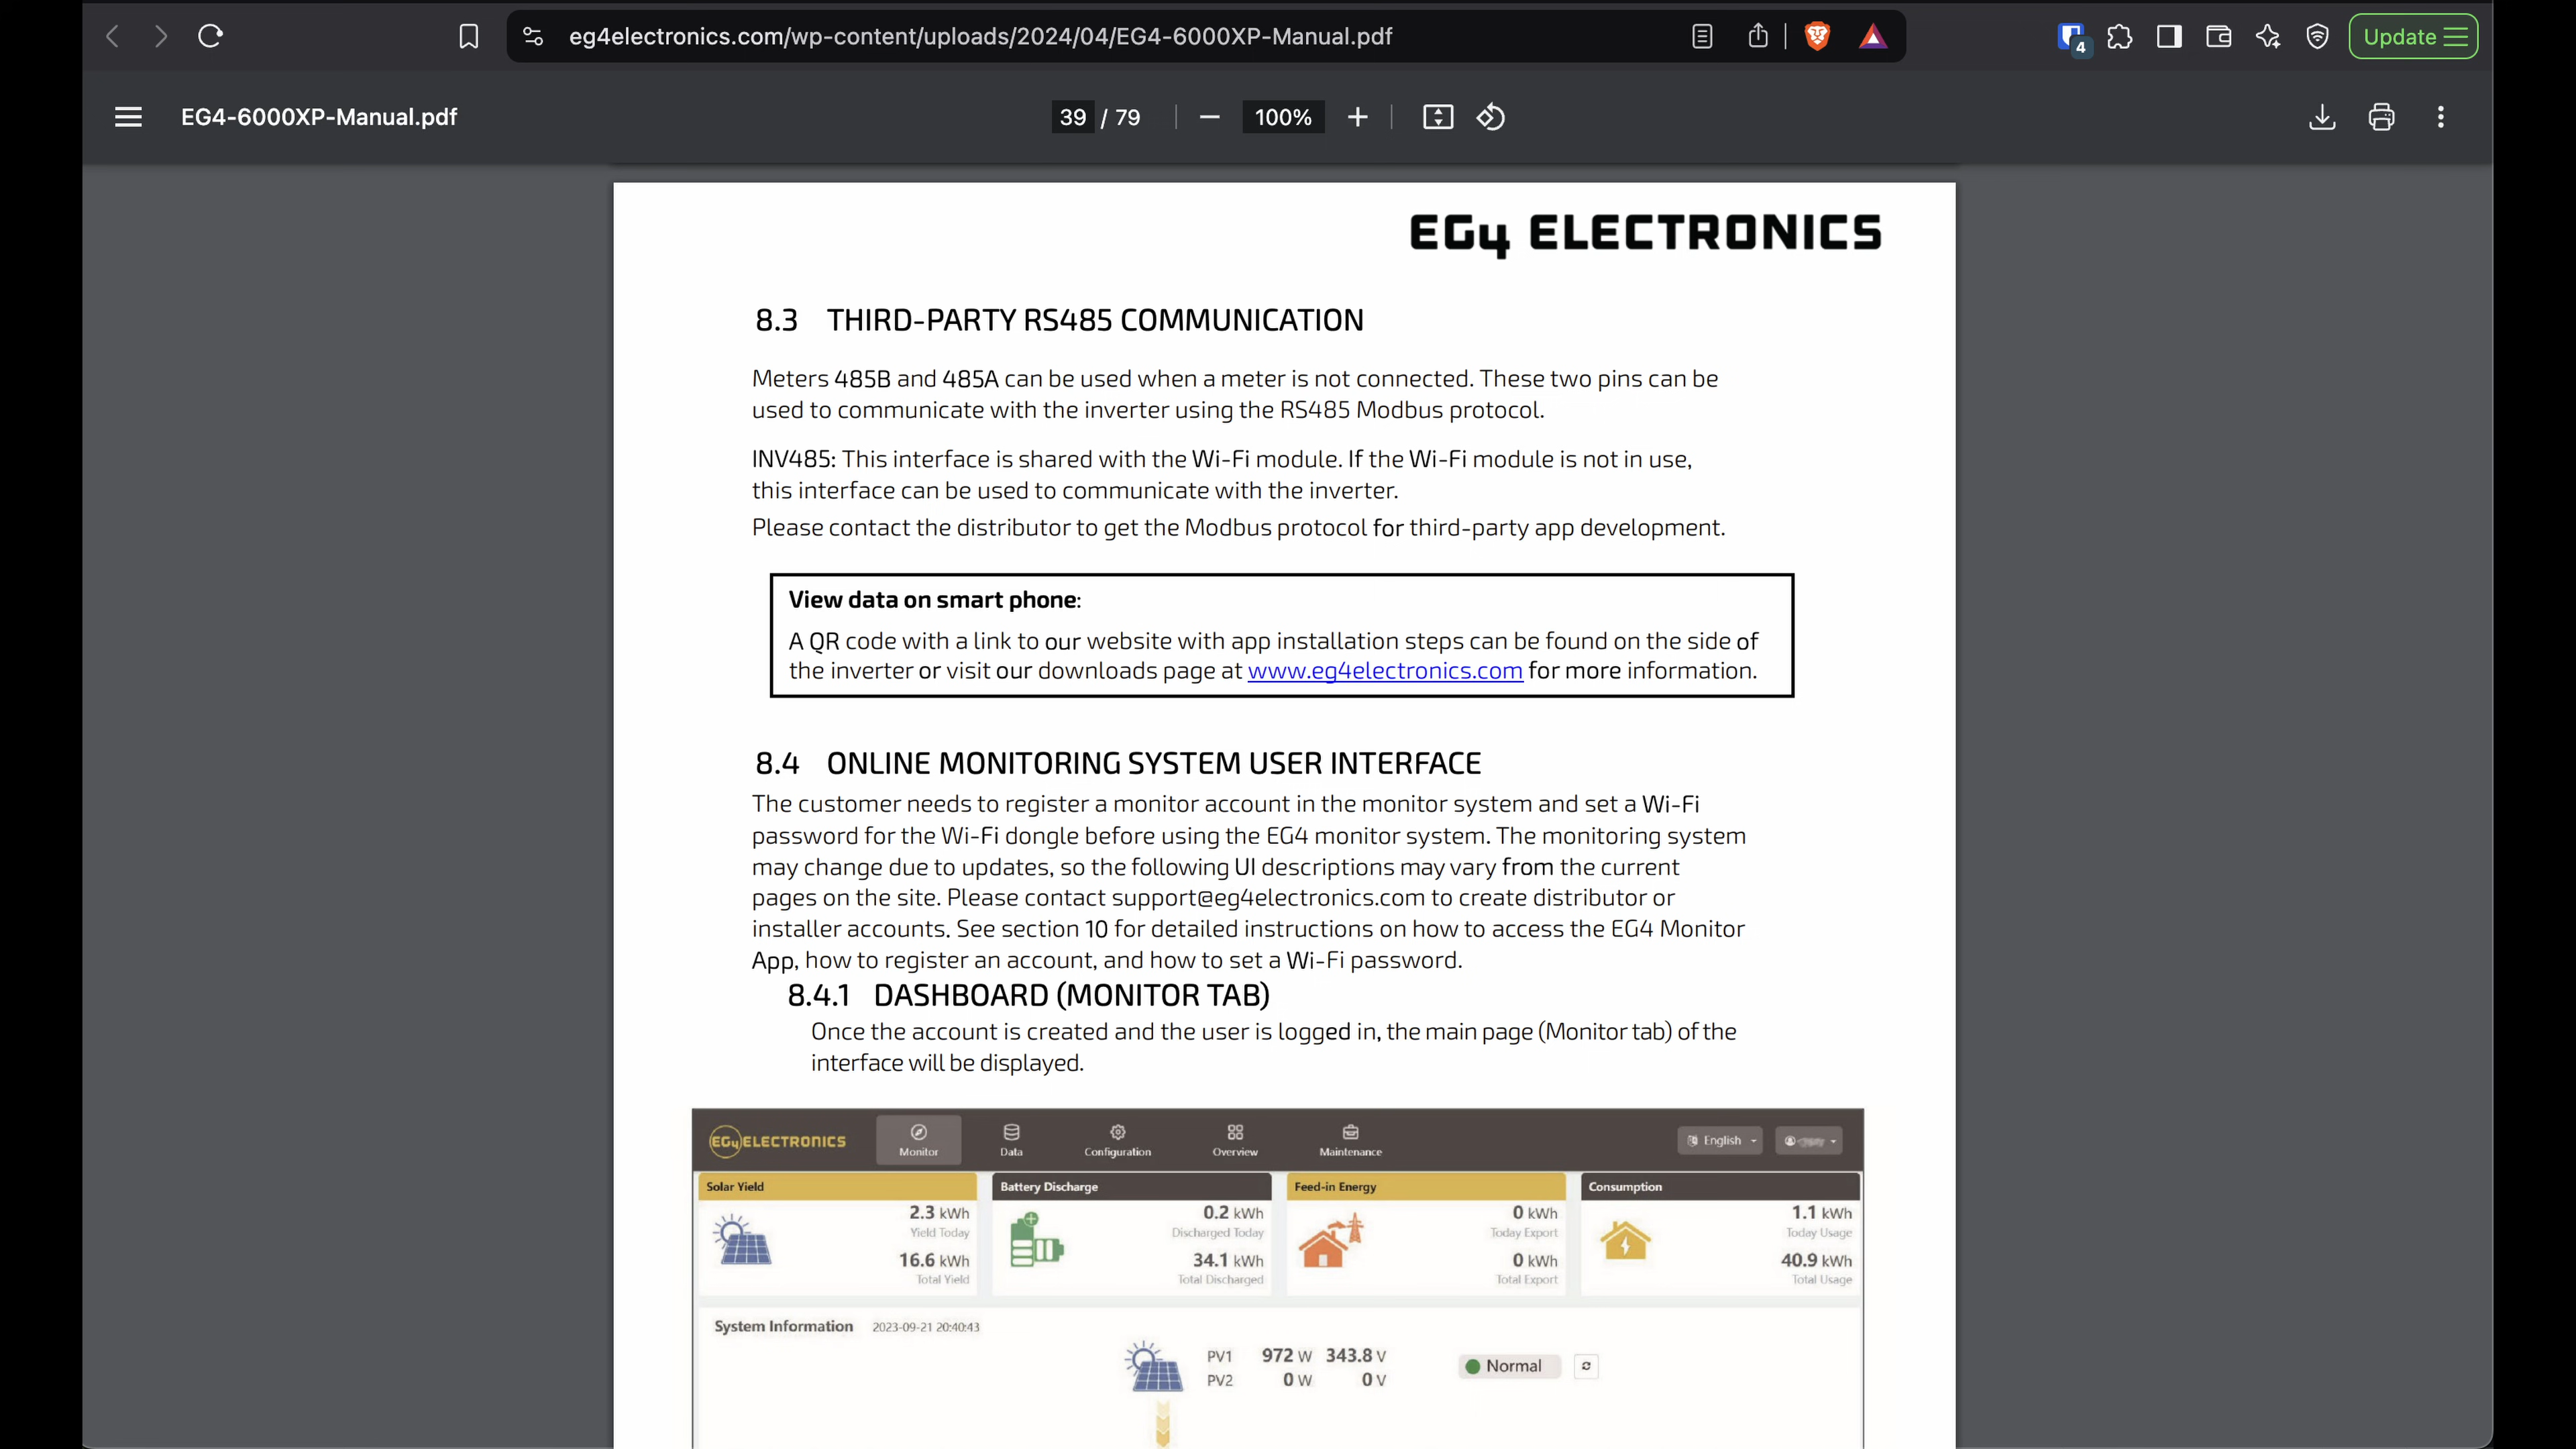 eg4electronics.com/wp-content/uploads/2024/04/EG4-6000XP-Manual.pdf
4
Update
EG4-6000XP-Manual.pdf
39 / 79
100%
EG4 ELECTRONICS
8.3 THIRD-PARTY RS485 COMMUNICATION
Meters 485B and 485A can be used when a meter is not connected. These two pins can be
used to communicate with the inverter using the RS485 Modbus protocol.
INV485: This interface is shared with the Wi-Fi module. If the Wi-Fi module is not in use,
this interface can be used to communicate with the inverter.
Please contact the distributor to get the Modbus protocol for third-party app development.
View data on smart phone:
A QR code with a link to our website with app installation steps can be found on the side of
the inverter or visit our downloads page at www.eg4electronics.com for more information.
8.4 ONLINE MONITORING SYSTEM USER INTERFACE
The customer needs to register a monitor account in the monitor system and set a Wi-Fi
password for the Wi-Fi dongle before using the EG4 monitor system. The monitoring system
may change due to updates, so the following UI descriptions may vary from the current
pages on the site. Please contact support@eg4electronics.com to create distributor or
installer accounts. See section 10 for detailed instructions on how to access the EG4 Monitor
App, how to register an account, and how to set a Wi-Fi password.
8.4.1 DASHBOARD (MONITOR TAB)
Once the account is created and the user is logged in, the main page (Monitor tab) of the
interface will be displayed.
EG4 ELECTRONICS Monitor Data Configuration Overview Maintenance English
Solar Yield Battery Discharge Feed-in Energy Consumption
2.3 kWh 0.2 kWh 0 kWh 1.1 kWh
Yield Today Discharged Today Today Export Today Usage
16.6 kWh 34.1 kWh 0 kWh 40.9 kWh
Total Yield Total Discharged Total Export Total Usage
System Information 2023-09-21 20:40:43
PV1 972 W 343.8 V Normal
PV2 0 W 0 V